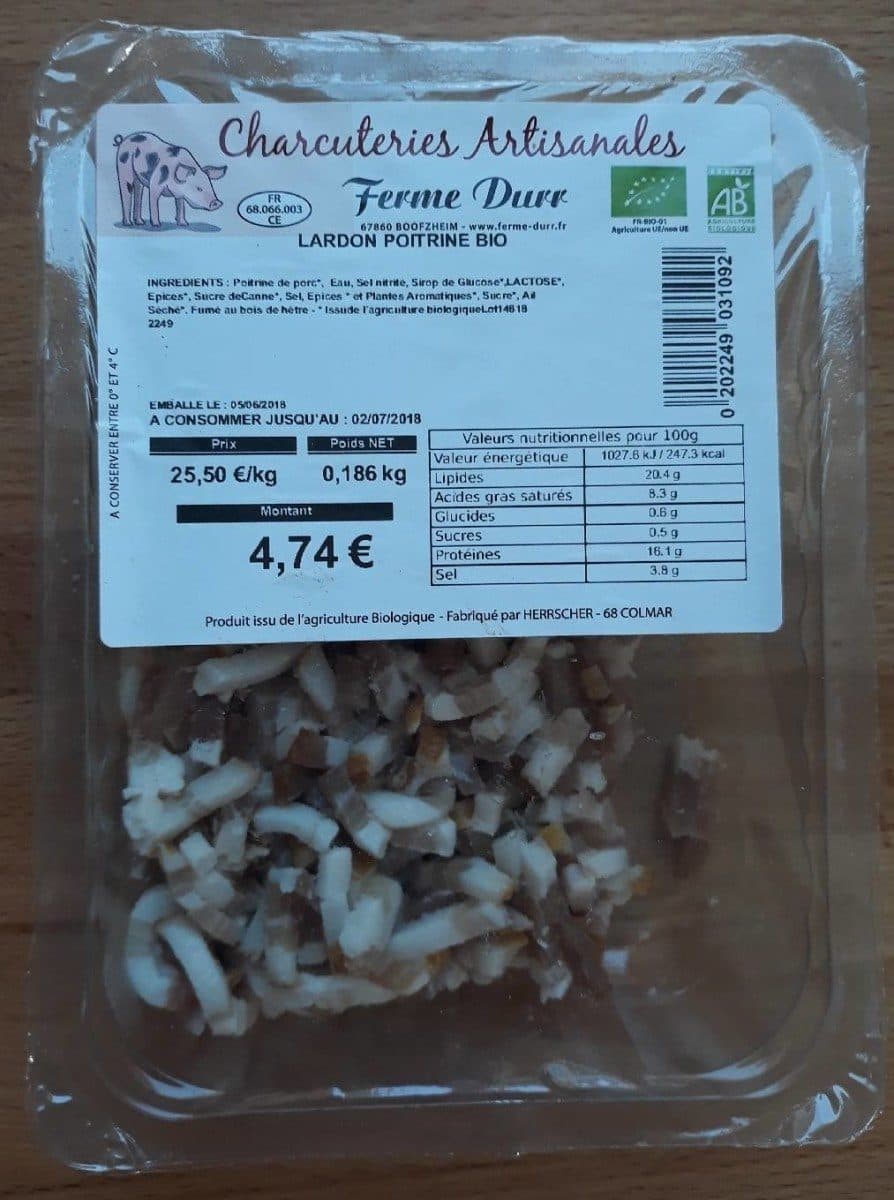 Charcuteries Artisanales
FR
68.066.003
CE
Ferme Durr
67860 BOOFZHEIM - www.ferme-durr.fr
LARDON POITRINE BIO
FR-BIO-01
Agriculture UE/non UE
CERTIFIÉ
AB
AGRICULTURE
BIOLOGIQUE
INGREDIENTS : Poitrine de porc*, Eau, Sel nitrité, Sirop de Glucose*,LACTOSE*,
Epices*, Sucre deCanne*, Sel, Epices * et Plantes Aromatiques*, Sucre*, Ail
Séché*. Fumé au bois de hêtre - * Issude l'agriculture biologiqueLot14618
2249
0 202249 031092
A CONSERVER ENTRE 0° ET 4° C
EMBALLE LE : 05/06/2018
A CONSOMMER JUSQU'AU : 02/07/2018
Prix
Poids NET
25,50 €/kg
0,186 kg
Montant
4,74 €
Valeurs nutritionnelles pour 100g
Valeur énergétique 1027.6 kJ / 247.3 kcal
Lipides 20.4 g
Acides gras saturés 8.3 g
Glucides 0.6 g
Sucres 0.5 g
Protéines 16.1 g
Sel 3.8 g
Produit issu de l'agriculture Biologique - Fabriqué par HERRSCHER - 68 COLMAR